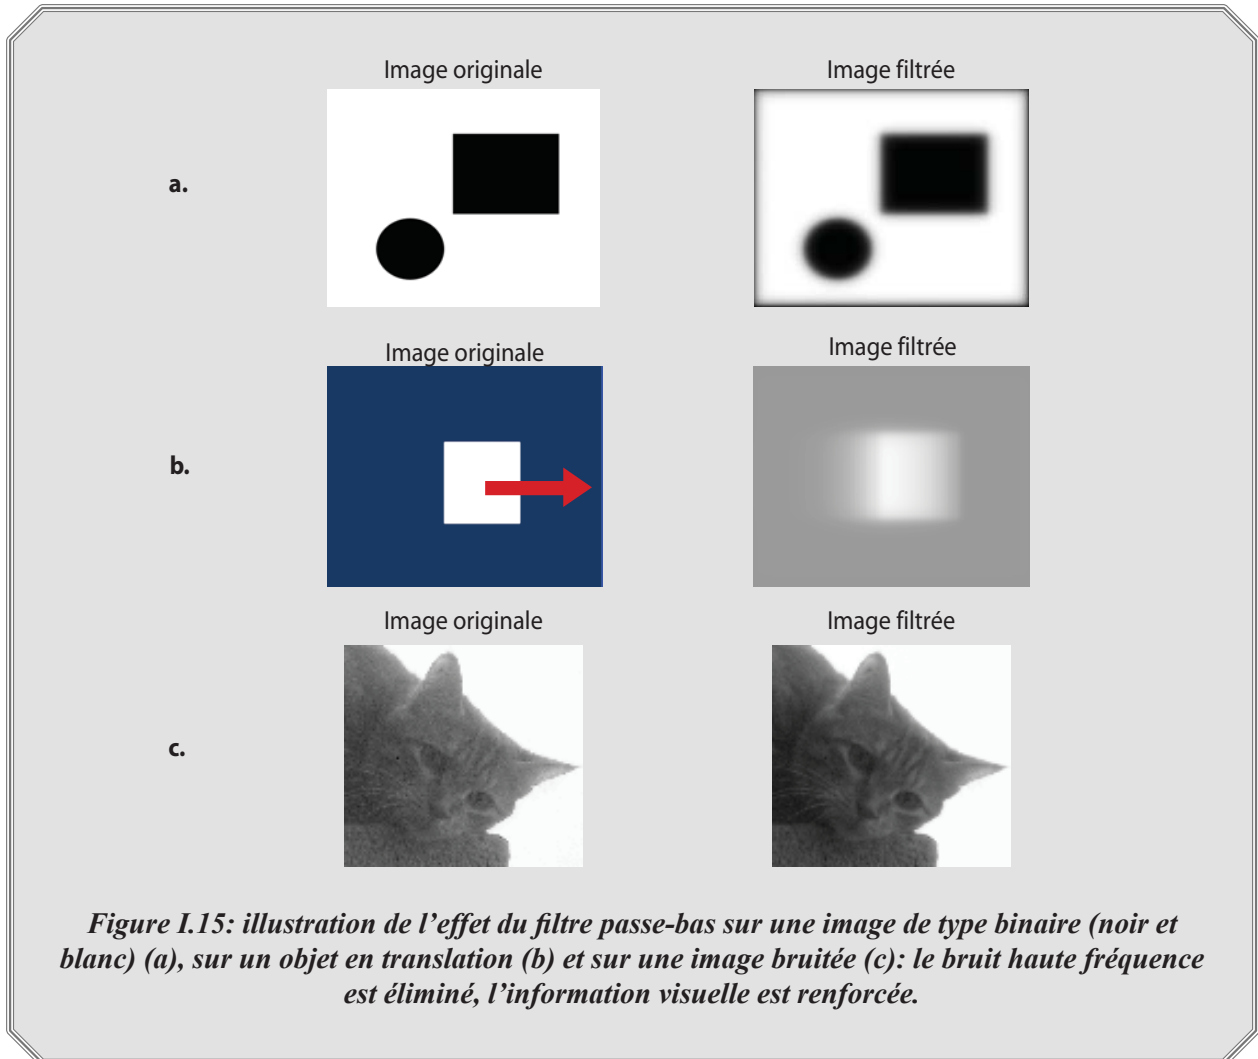 Image originale
Image filtrée
a.
Image originale
Image filtrée
b.
Image originale
Image filtrée
c.
Figure I.15: illustration de l’effet du filtre passe-bas sur une image de type binaire (noir et
blanc) (a), sur un objet en translation (b) et sur une image bruitée (c): le bruit haute fréquence
est éliminé, l’information visuelle est renforcée.